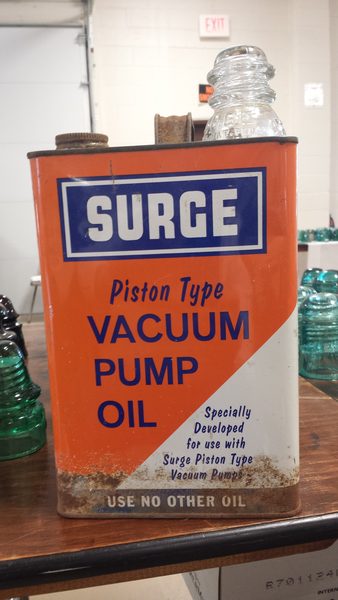 EXIT
SURGE
Piston Type
VACUUM
PUMP
OIL
Specially
Developed
for use with
Surge Piston Type
Vacuum Pumps
USE NO OTHER OIL